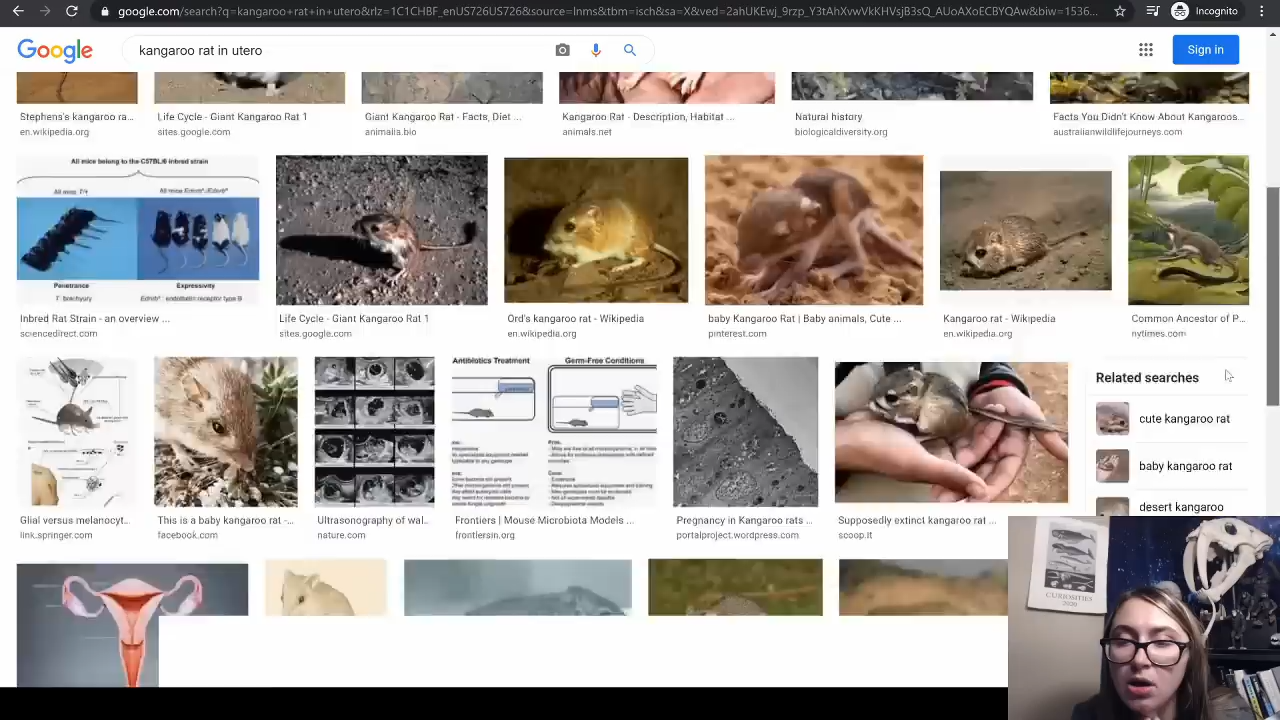 google.com/search?q=kangaroo+rat+in+utero&rlz=1C1CHBF_enUS726US726&source=lnms&tbm=isch&sa=X&ved=2ahUKEwj_9rzp_Y3tAhXvwVkKHVsjB3sQ_AUoAXoECBYQAw&biw=1536...
Incognito
Google
kangaroo rat in utero
Sign in
Stephens's kangaroo ra...
Life Cycle - Giant Kangaroo Rat 1
Giant Kangaroo Rat - Facts, Diet ...
Kangaroo Rat - Description, Habitat ...
Natural history
Facts You Didn't Know About Kangaroos...
en.wikipedia.org
sites.google.com
animalia.bio
animals.net
biologicaldiversity.org
australianwildlifejourneys.com
All mice belong to the C57BL/6 inbred strain
Penetrance
Expressivity
Inbred Rat Strain - an overview ...
Life Cycle - Giant Kangaroo Rat 1
Ord's kangaroo rat - Wikipedia
baby Kangaroo Rat | Baby animals, Cute ...
Kangaroo rat - Wikipedia
Common Ancestor of P...
sciencedirect.com
sites.google.com
en.wikipedia.org
pinterest.com
en.wikipedia.org
nytimes.com
Antibiotics Treatment
Germ-Free Conditions
Related searches
cute kangaroo rat
baby kangaroo rat
desert kangaroo rat
Glial versus melanocyt...
This is a baby kangaroo rat -...
Ultrasonography of wal...
Frontiers | Mouse Microbiota Models ...
Pregnancy in Kangaroo rats ...
Supposedly extinct kangaroo rat ...
link.springer.com
facebook.com
nature.com
frontiersin.org
portalproject.wordpress.com
scoop.it
CURIOSITIES
2020